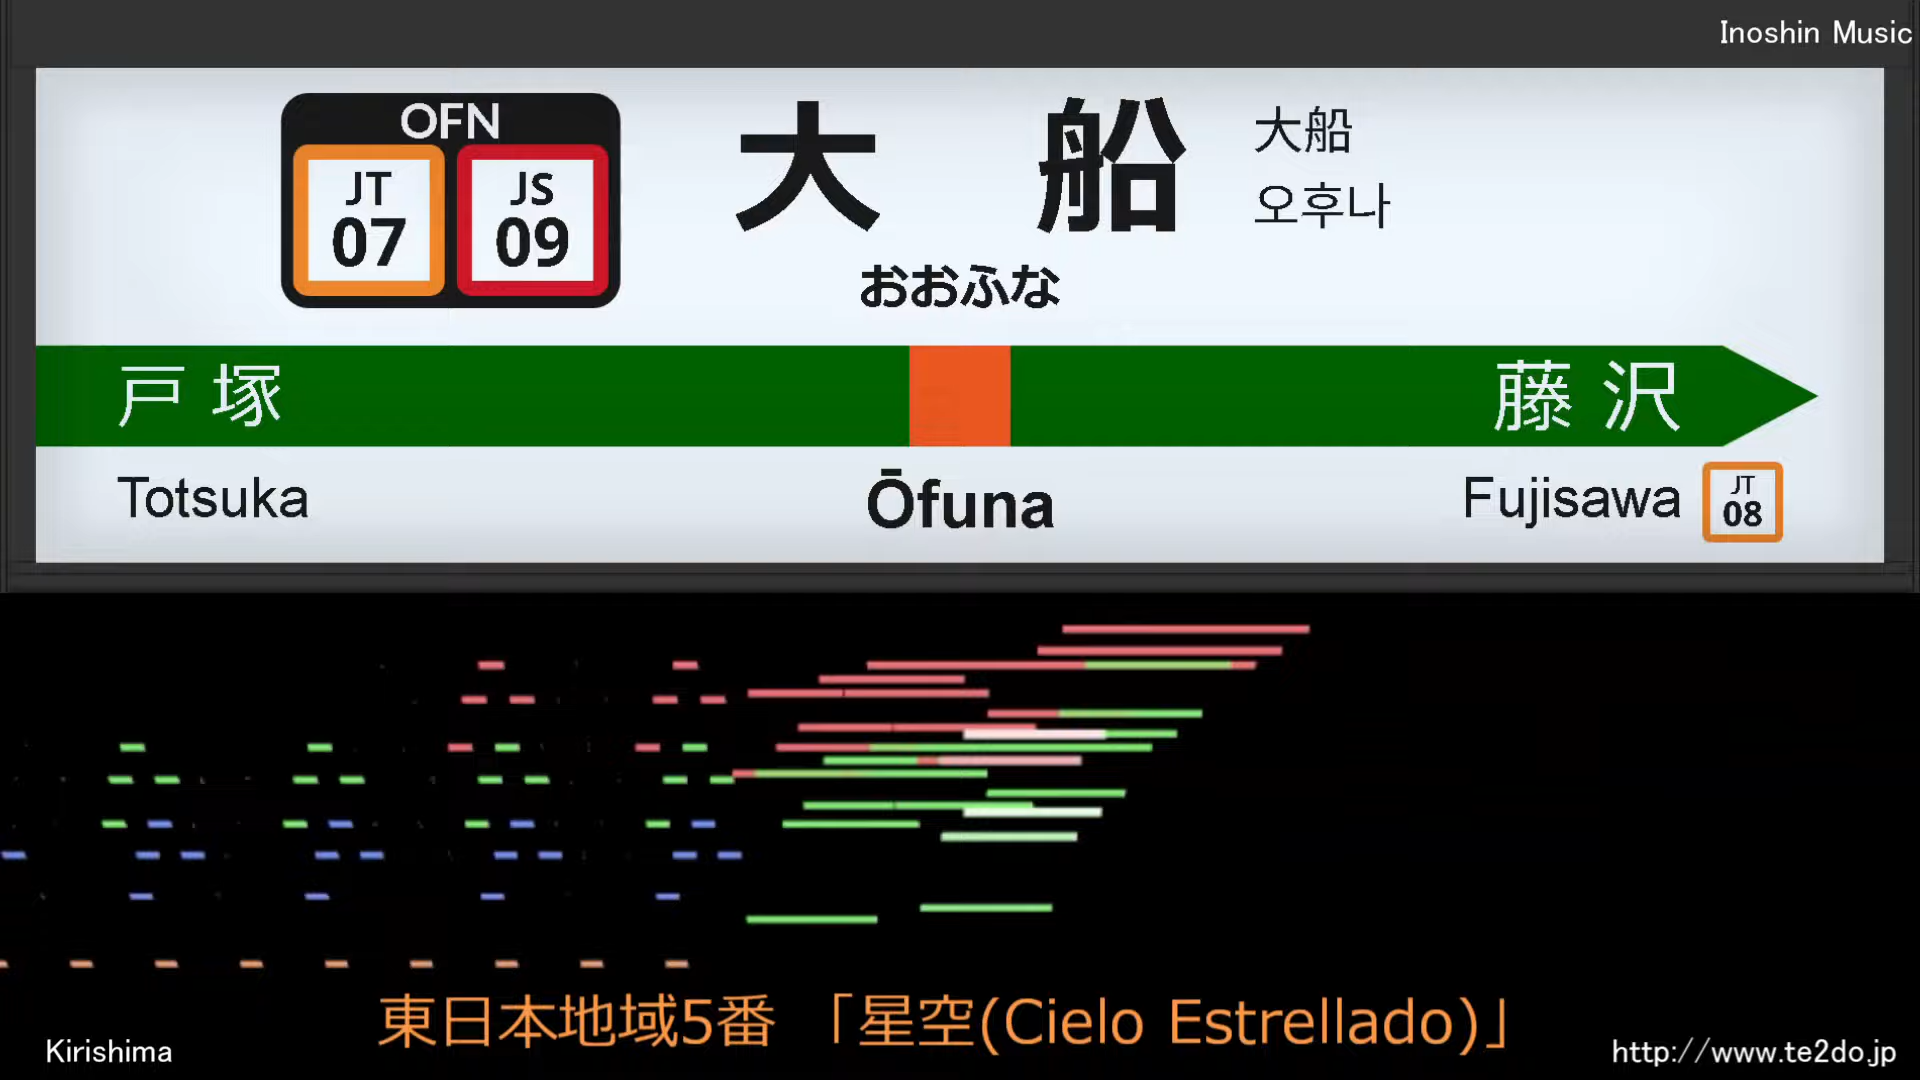 Inoshin Music
OFN
JT
07
JS
09
大船
おおふな
大船
오후나
戸塚
藤沢
Totsuka
Ōfuna
Fujisawa
JT
08
東日本地域5番 「星空(Cielo Estrellado)」
Kirishima
http://www.te2do.jp